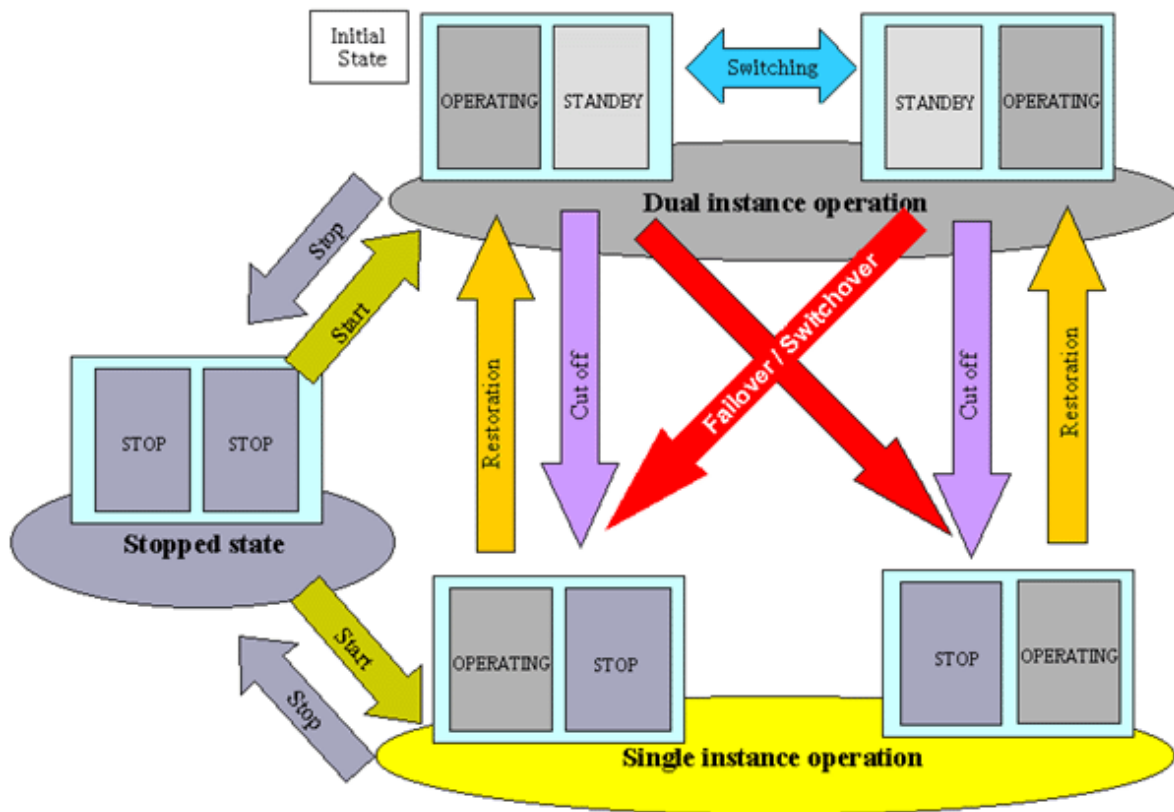 Initial
State
OPERATING
STANDBY
Switching
STANDBY
OPERATING
Dual instance operation
Stop
Start
Restoration
Cut off
Failover / Switchover
Cut off
Restoration
STOP
STOP
Stopped state
Start
Stop
OPERATING
STOP
STOP
OPERATING
Single instance operation